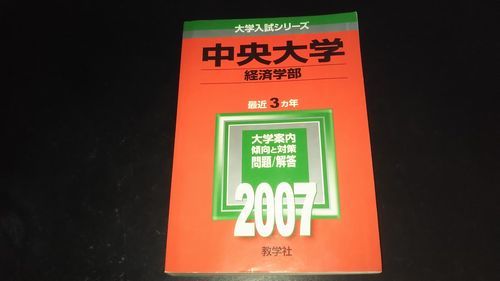 大学入試シリーズ
中央大学
経済学部
最近3ヵ年
大学案内
傾向と対策
問題/解答
2007
教学社